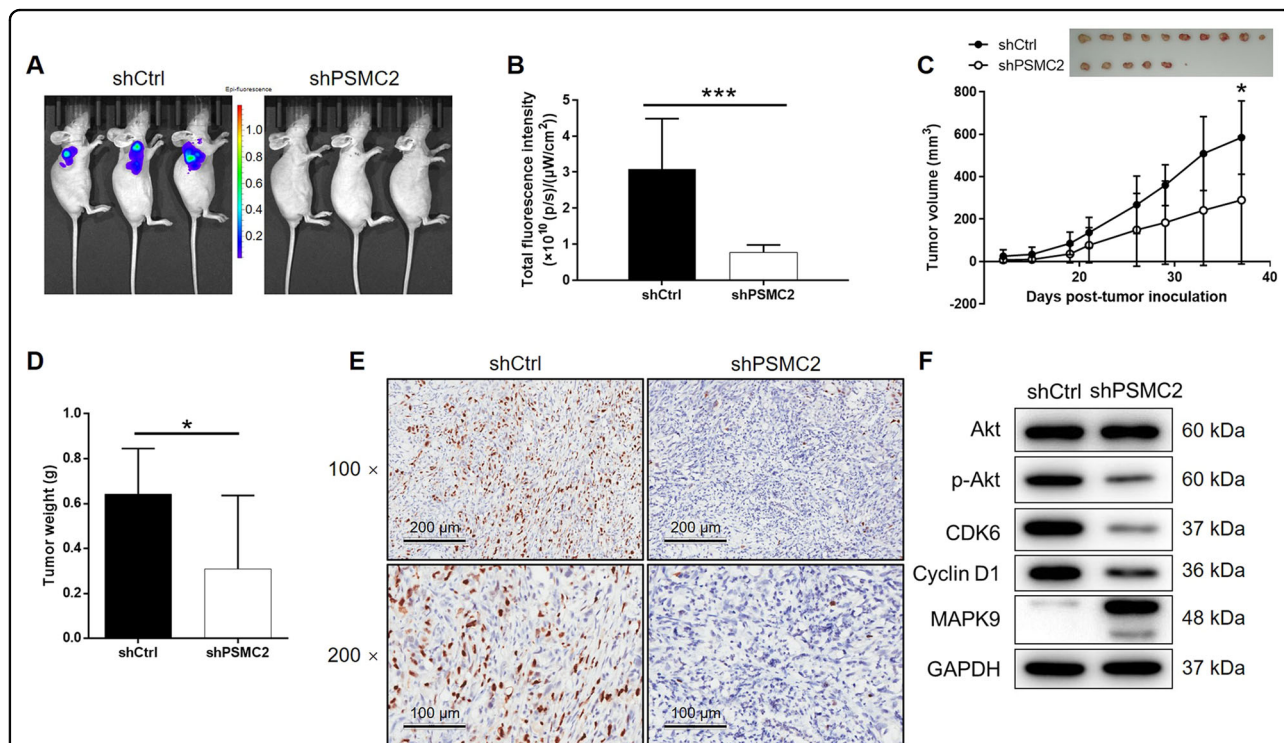 A
shCtrl
shPSMC2
Epi-fluorescence
1.0
0.8
0.6
0.4
0.2
B
***
Total fluorescence intensity
(×10¹⁰ (p/s)/(μW/cm²))
5
4
3
2
1
0
shCtrl
shPSMC2
C
shCtrl
shPSMC2
*
Tumor volume (mm³)
800
600
400
200
0
-200
20
30
40
Days post-tumor inoculation
D
*
Tumor weight (g)
1.0
0.8
0.6
0.4
0.2
0.0
shCtrl
shPSMC2
E
shCtrl
shPSMC2
100 ×
200 μm
200 μm
200 ×
100 μm
100 μm
F
shCtrl shPSMC2
Akt 60 kDa
p-Akt 60 kDa
CDK6 37 kDa
Cyclin D1 36 kDa
MAPK9 48 kDa
GAPDH 37 kDa